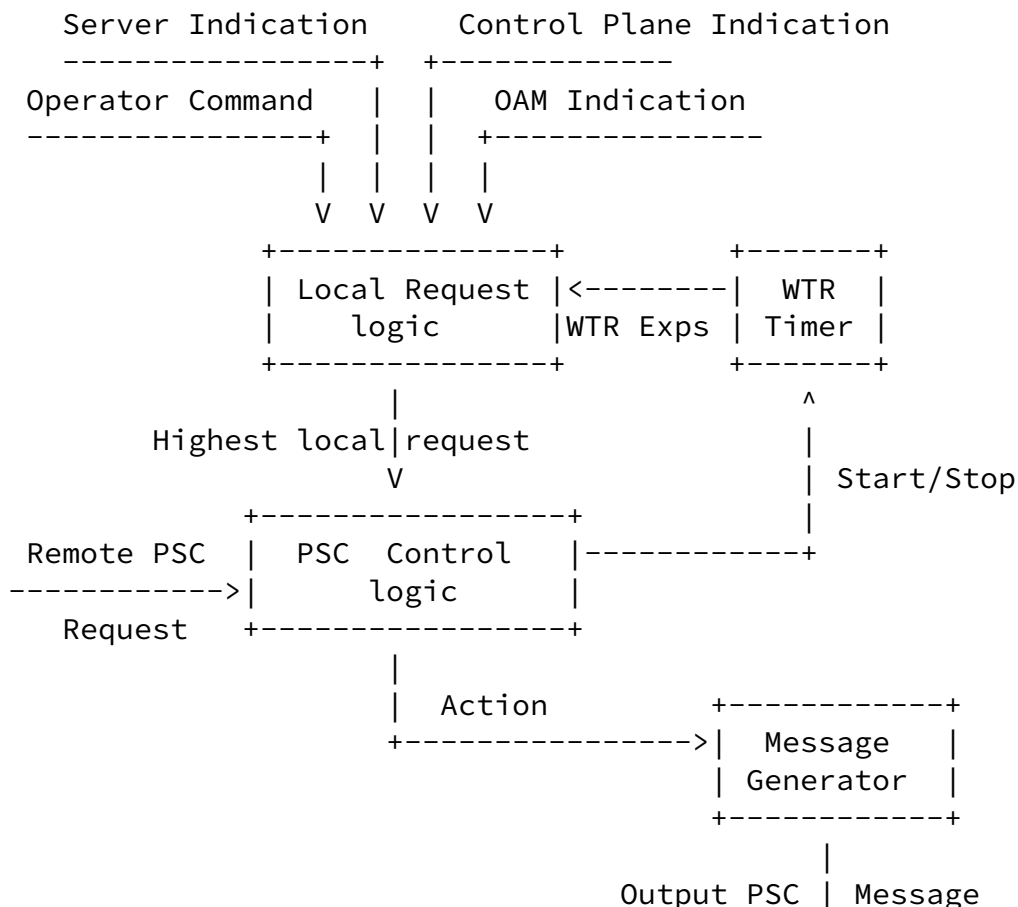 Server Indication Control Plane Indication
-----------------+ +-------------
Operator Command | | OAM Indication
----------------+ | | +---------------
| | | |
V V V V
+---------------+ +-------+
| Local Request |<--------| WTR |
| logic |WTR Exps | Timer |
+---------------+ +-------+
| ^
Highest local|request |
V | Start/Stop
+-----------------+ |
Remote PSC | PSC Control |------------+
------------>| logic |
Request +-----------------+
|
| Action +------------+
+---------------->| Message |
| Generator |
+------------+
|
Output PSC | Message